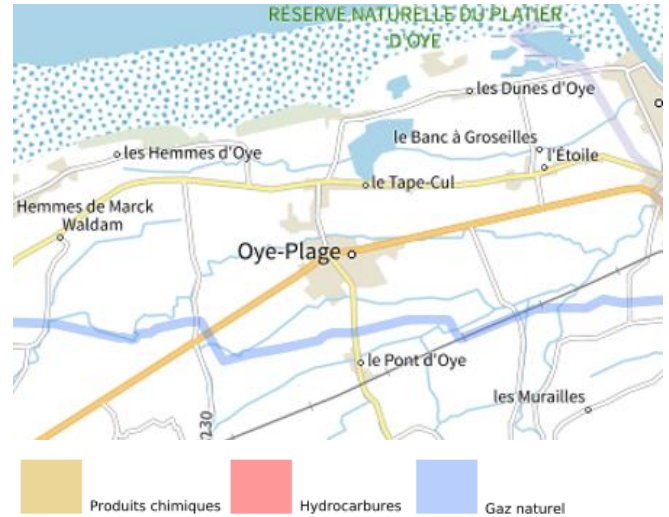 RÉSERVE NATURELLE DU PLATIER
D'OYE
les Dunes d'Oye
le Banc à Groseilles
les Hemmes d'Oye
l'Étoile
le Tape-Cul
Hemmes de Marck
Waldam
Oye-Plage
le Pont d'Oye
les Murailles
230
Produits chimiques
Hydrocarbures
Gaz naturel